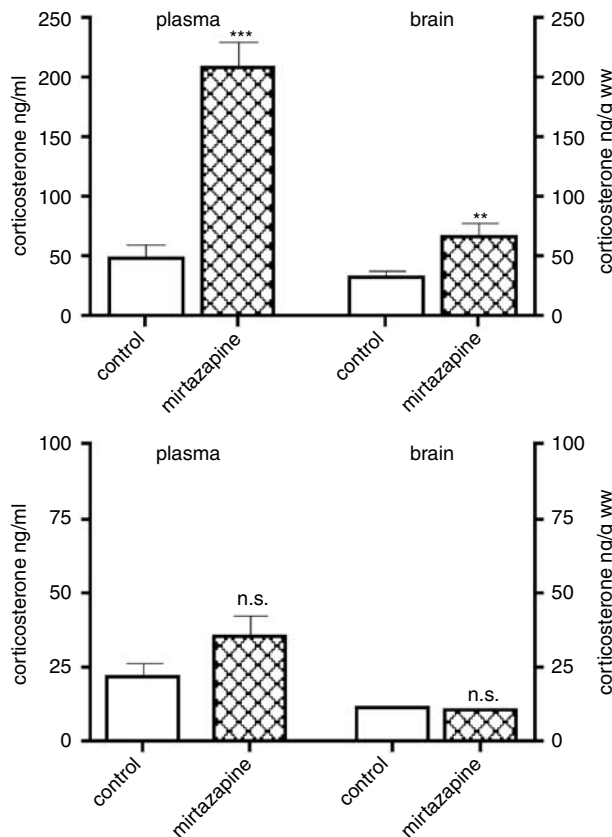 plasma
brain
250
200
150
100
50
0
corticosterone ng/ml
***
**
250
200
150
100
50
0
corticosterone ng/g ww
control
mirtazapine
control
mirtazapine
plasma
brain
100
75
50
25
0
corticosterone ng/ml
n.s.
n.s.
100
75
50
25
0
corticosterone ng/g ww
control
mirtazapine
control
mirtazapine